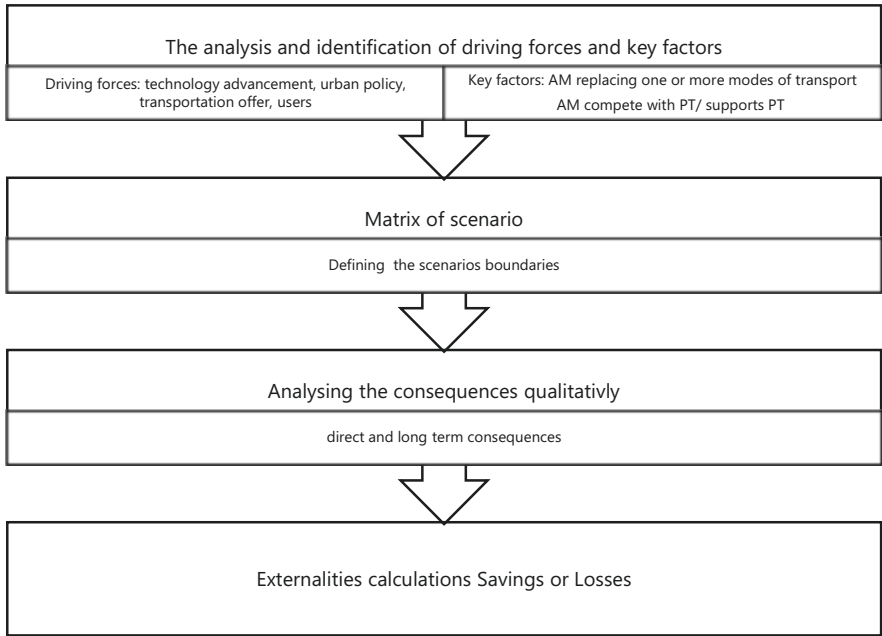 The analysis and identification of driving forces and key factors
Driving forces: technology advancement, urban policy,
transportation offer, users
Key factors: AM replacing one or more modes of transport
AM compete with PT/ supports PT
Matrix of scenario
Defining the scenarios boundaries
Analysing the consequences qualitativly
direct and long term consequences
Externalities calculations Savings or Losses